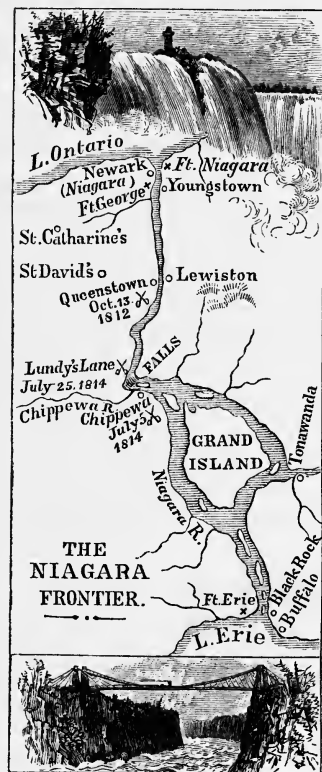 L. Ontario
Newark
(Niagara)
Ft. Niagara
Ft. George
Youngstown
St. Catharine's
St David's
Queenstown
Oct. 13.
1812
Lewiston
FALLS
Lundy's Lane
July 25. 1814
Chippewa R.
Chippewa
July 5
1814
GRAND
ISLAND
Tonawanda
Niagara R.
THE
NIAGARA
FRONTIER.
Ft. Erie
Black Rock
Buffalo
L. Erie